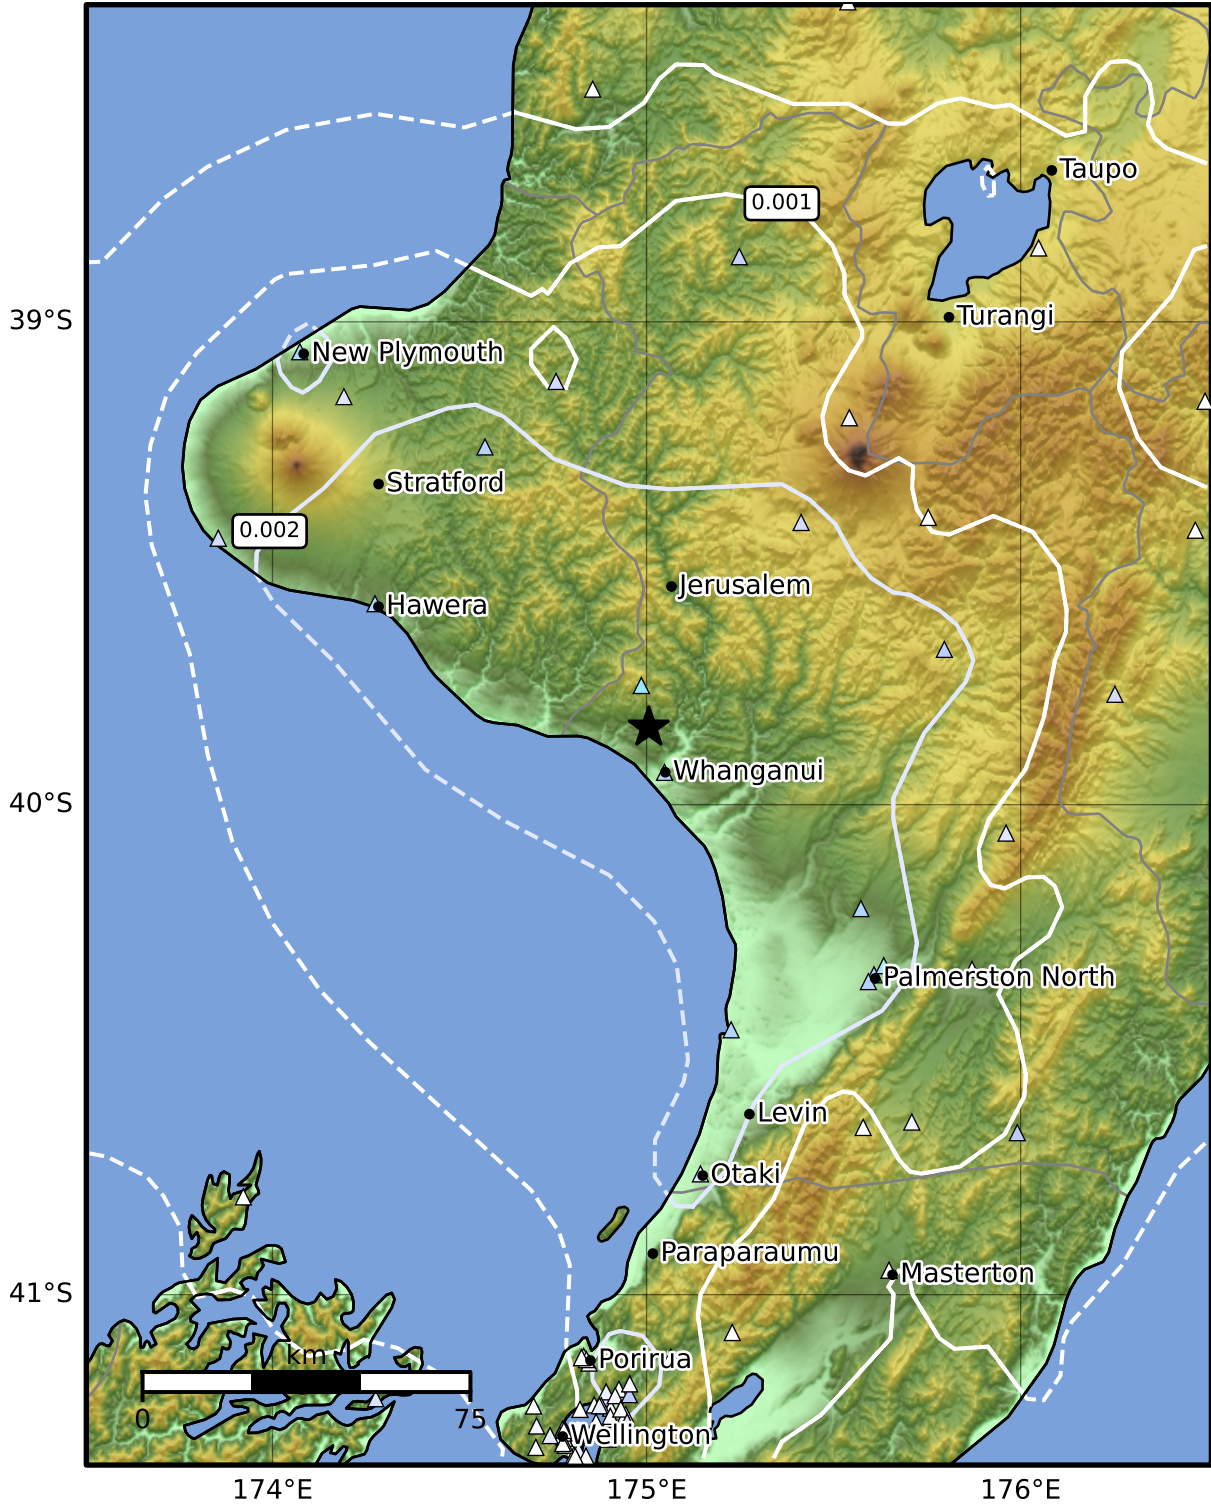 0.001
Taupo
Turangi
39°S
New Plymouth
Stratford
0.002
Jerusalem
Hawera
Whanganui
40°S
Palmerston North
Levin
Otaki
Paraparaumu
Masterton
41°S
km
Porirua
0
75
Wellington
174°E
175°E
176°E